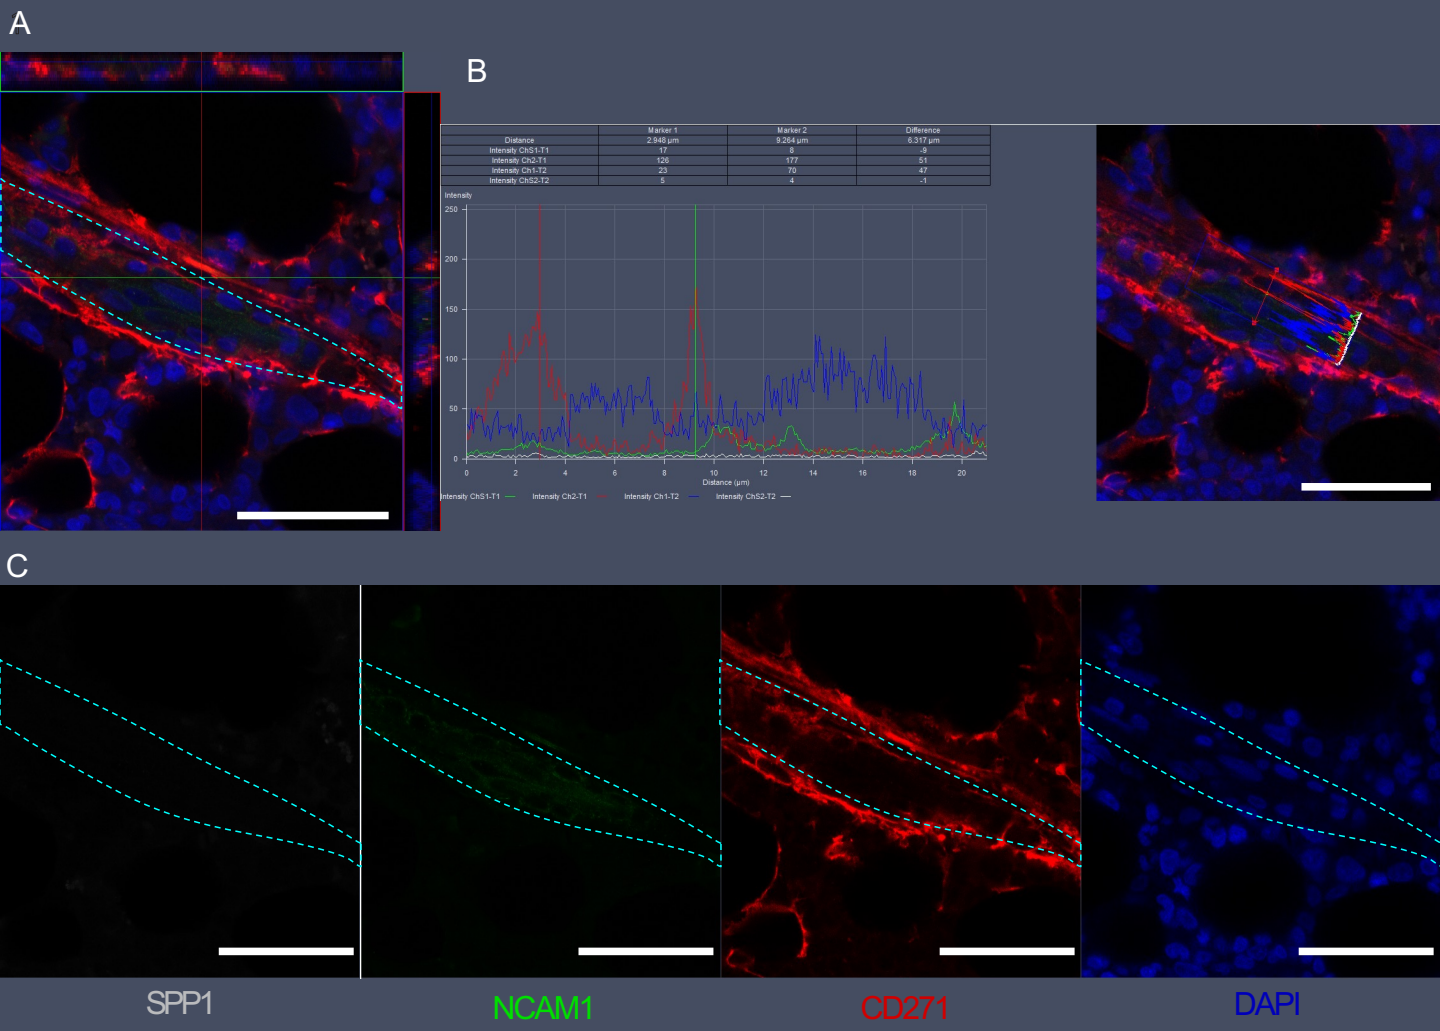 A
B
Marker 1 Marker 2 Difference
Distance 2.948 µm 9.264 µm 6.317 µm
Intensity ChS1-T1 17 8 -9
Intensity Ch2-T1 126 177 51
Intensity Ch1-T2 23 70 47
Intensity ChS2-T2 5 4 -1
Intensity
250
200
150
100
50
0
0 2 4 6 8 10 12 14 16 18 20
Distance (µm)
Intensity ChS1-T1 Intensity Ch2-T1 Intensity Ch1-T2 Intensity ChS2-T2
C
SPP1 NCAM1 CD271 DAPI